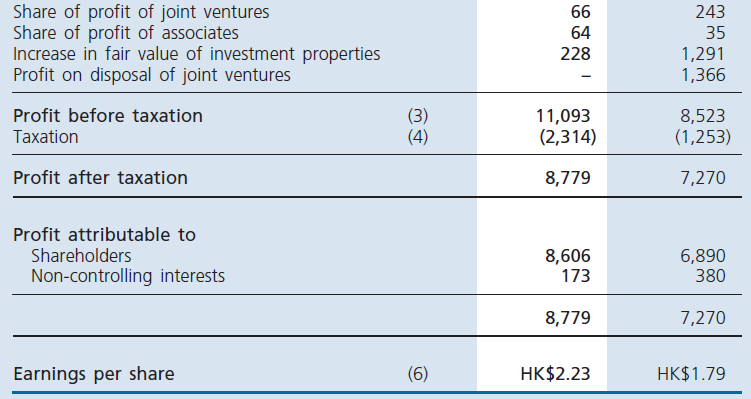 Share of profit of joint ventures 66 243
Share of profit of associates 64 35
Increase in fair value of investment properties 228 1,291
Profit on disposal of joint ventures – 1,366
Profit before taxation (3) 11,093 8,523
Taxation (4) (2,314) (1,253)
Profit after taxation 8,779 7,270
Profit attributable to
Shareholders 8,606 6,890
Non-controlling interests 173 380
8,779 7,270
Earnings per share (6) HK$2.23 HK$1.79